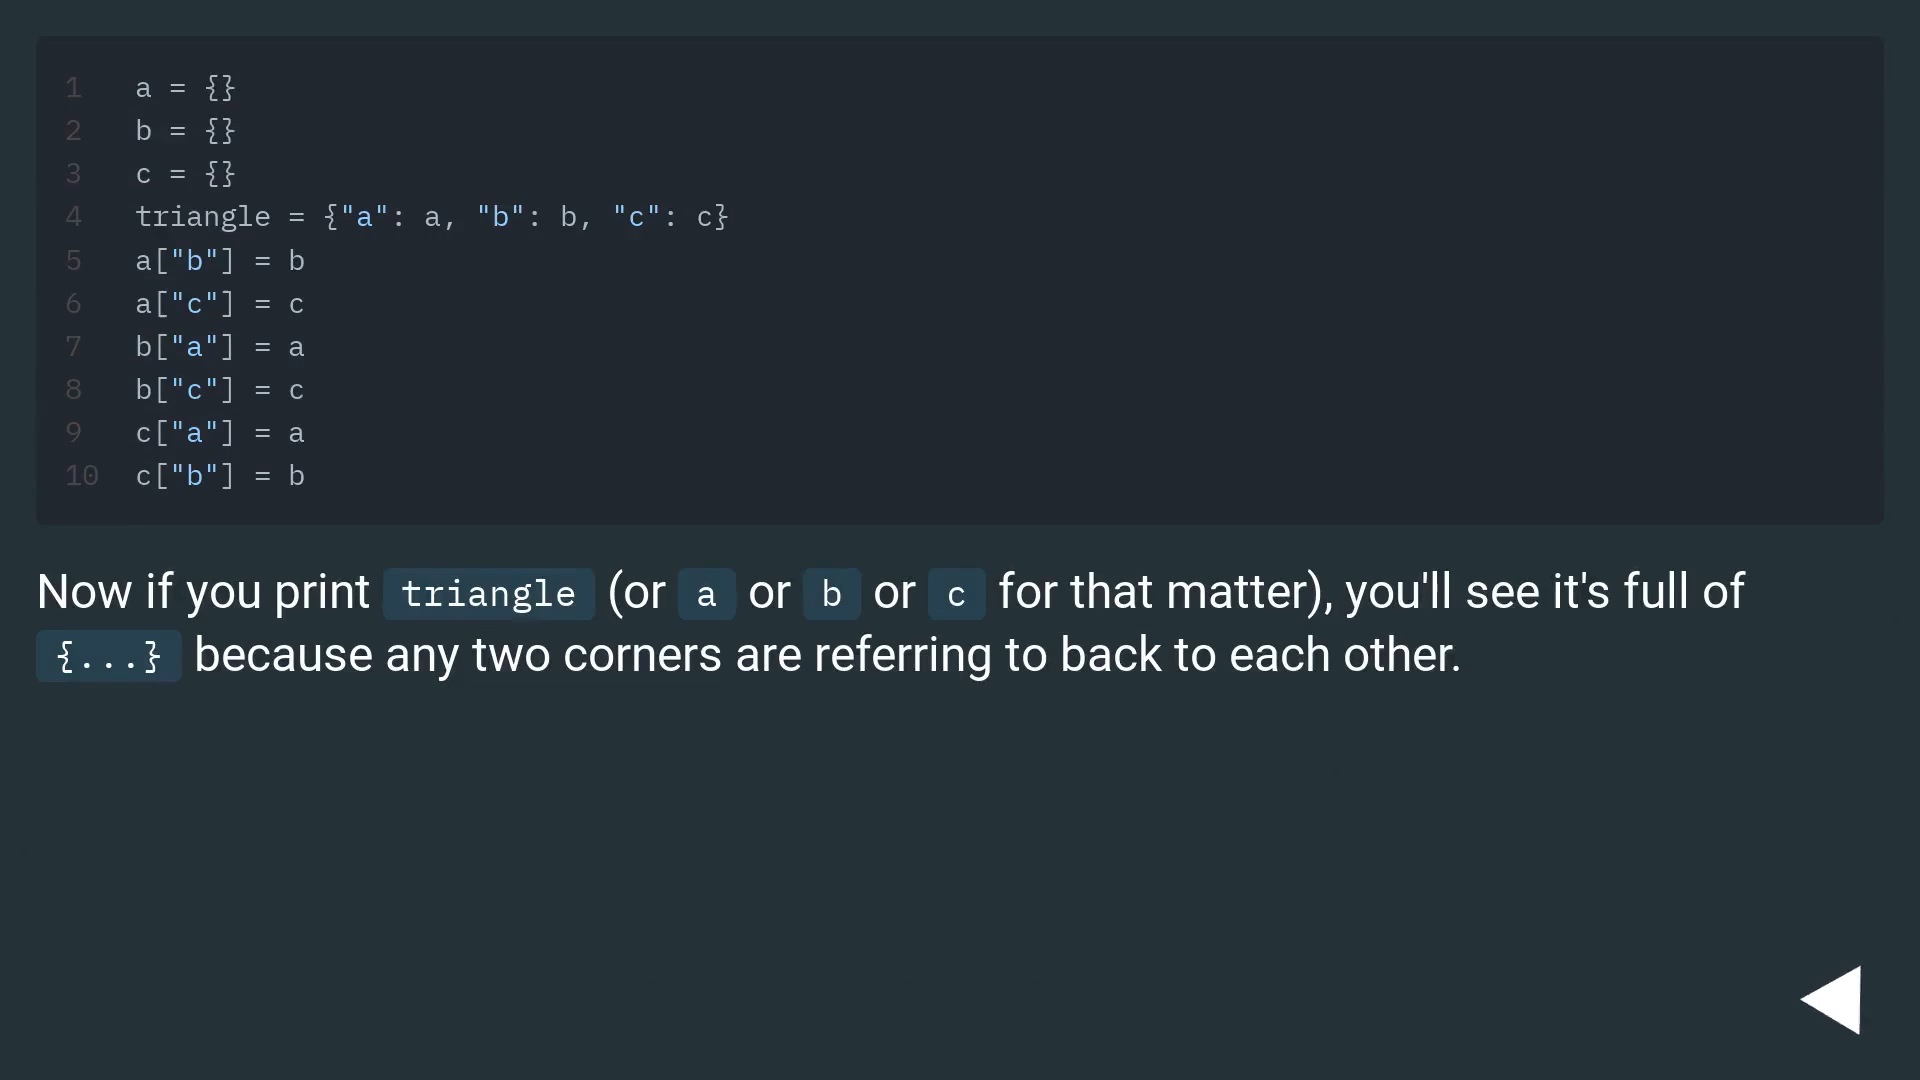 1 a = {}
2 b = {}
3 c = {}
4 triangle = {"a": a, "b": b, "c": c}
5 a["b"] = b
6 a["c"] = c
7 b["a"] = a
8 b["c"] = c
9 c["a"] = a
10 c["b"] = b
Now if you print triangle (or a or b or c for that matter), you'll see it's full of
{...} because any two corners are referring to back to each other.